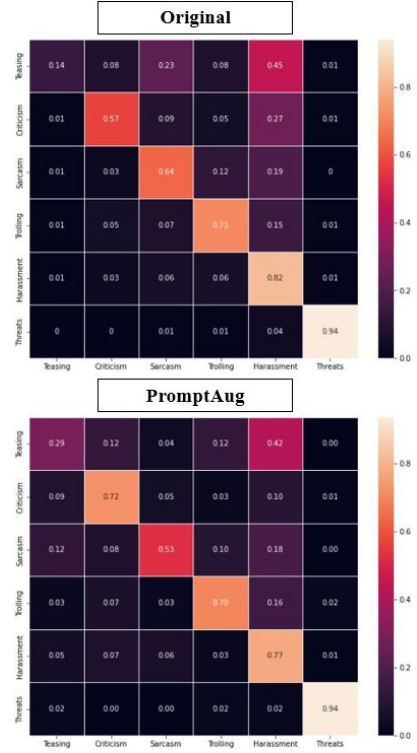 Original
Teasing 0.14 0.08 0.23 0.08 0.45 0.01
Criticism 0.01 0.57 0.09 0.05 0.27 0.01
Sarcasm 0.01 0.03 0.64 0.12 0.19 0
Trolling 0.01 0.05 0.07 0.71 0.15 0.01
Harassment 0.01 0.03 0.06 0.06 0.82 0.01
Threats 0 0 0.01 0.01 0.04 0.94
Teasing Criticism Sarcasm Trolling Harassment Threats
0.8
0.6
0.4
0.2
0.0
PromptAug
Teasing 0.29 0.12 0.04 0.12 0.42 0.00
Criticism 0.09 0.72 0.05 0.03 0.10 0.01
Sarcasm 0.12 0.08 0.53 0.10 0.18 0.00
Trolling 0.03 0.07 0.03 0.70 0.16 0.02
Harassment 0.05 0.07 0.06 0.03 0.77 0.01
Threats 0.02 0.00 0.00 0.02 0.02 0.94
Teasing Criticism Sarcasm Trolling Harassment Threats
0.8
0.6
0.4
0.2
0.0